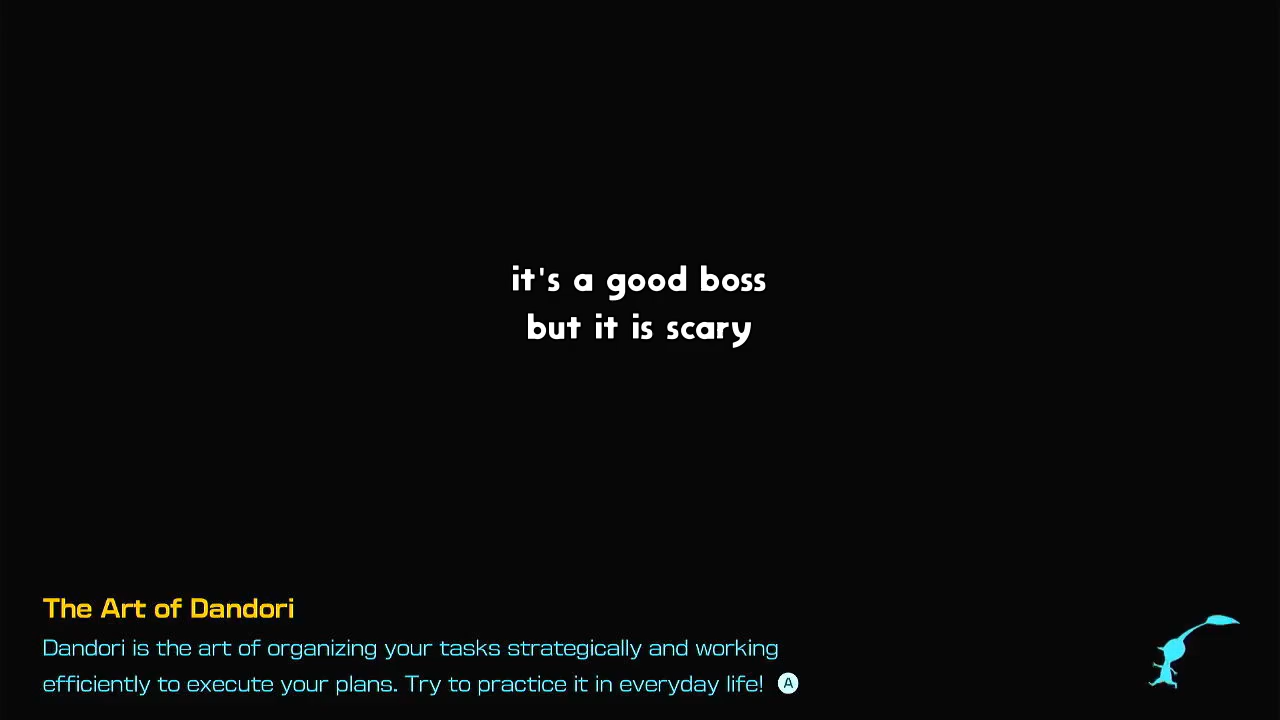 it's a good boss
but it is scary
The Art of Dandori
Dandori is the art of organizing your tasks strategically and working
efficiently to execute your plans. Try to practice it in everyday life! A